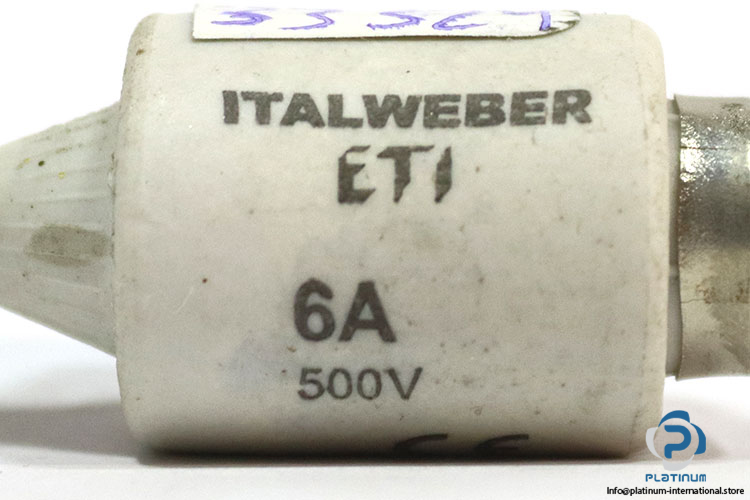 ITALWEBER
ETI
6A
500V
PLATINUM
Info@platinum-international.store